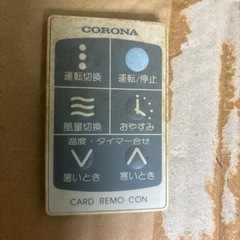 CORONA
運転切換 運転/停止
風量切換 おやすみ
温度・タイマー合せ
暑いとき 寒いとき
CARD REMO-CON